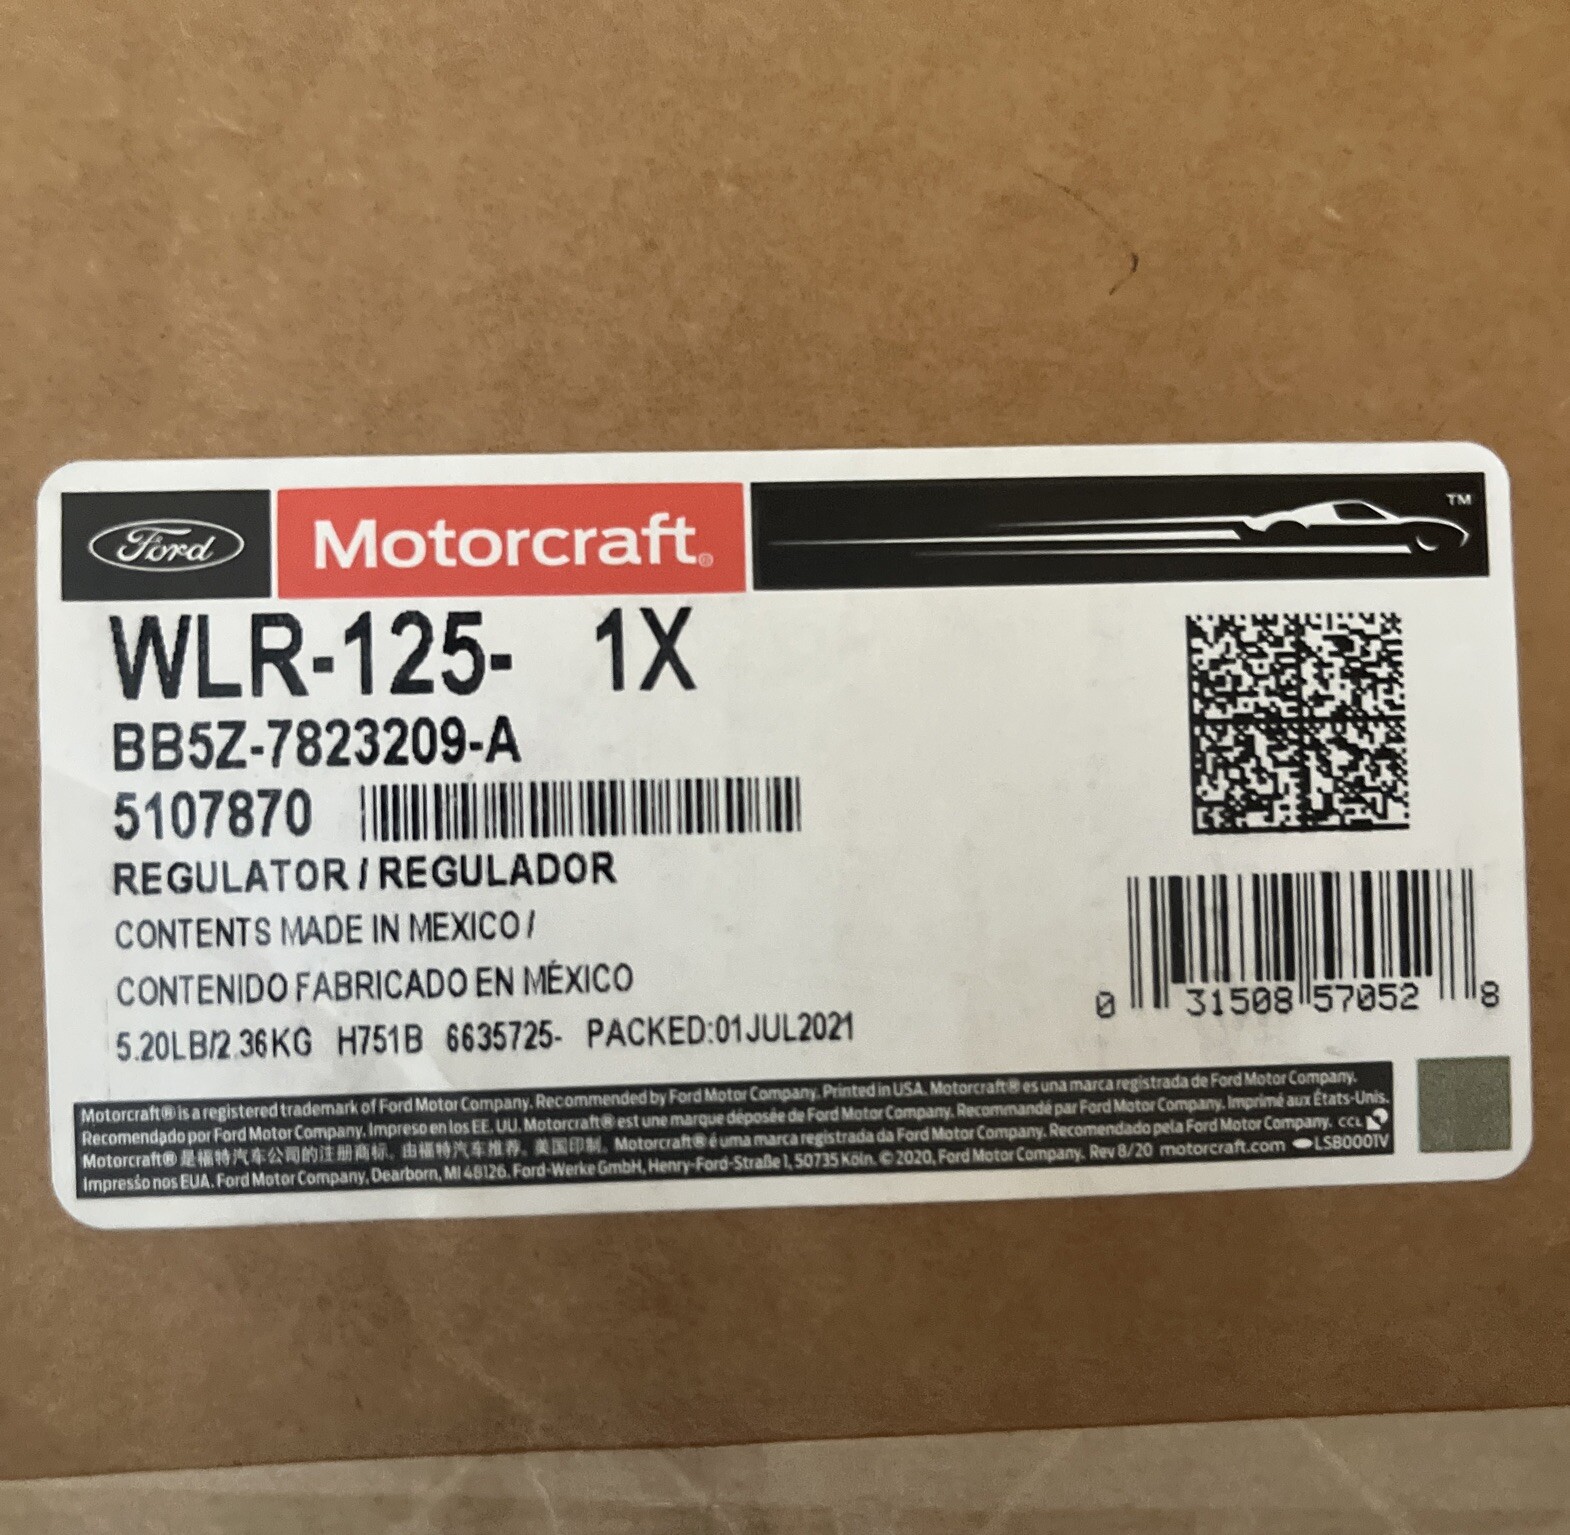 Ford Motorcraft® TM
WLR-125- 1X
BB5Z-7823209-A
5107870
REGULATOR / REGULADOR
CONTENTS MADE IN MEXICO /
CONTENIDO FABRICADO EN MÉXICO
5.20LB/2.36KG H751B 6635725- PACKED:01JUL2021
0 31508 57052 8
Motorcraft® is a registered trademark of Ford Motor Company. Recommended by Ford Motor Company. Printed in USA. Motorcraft® es una marca registrada de Ford Motor Company.
Recomendado por Ford Motor Company. Impreso en los EE. UU. Motorcraft® est une marque déposée de Ford Motor Company. Recommandé par Ford Motor Company. Imprimé aux États-Unis.
Motorcraft® 是福特汽车公司的注册商标。由福特汽车推荐。美国印制。Motorcraft® é uma marca registrada da Ford Motor Company. Recomendado pela Ford Motor Company. CCL
Impresso nos EUA. Ford Motor Company, Dearborn, MI 48126. Ford-Werke GmbH, Henry-Ford-Straße 1, 50735 Köln. © 2020, Ford Motor Company. Rev 8/20 motorcraft.com LSB0001V